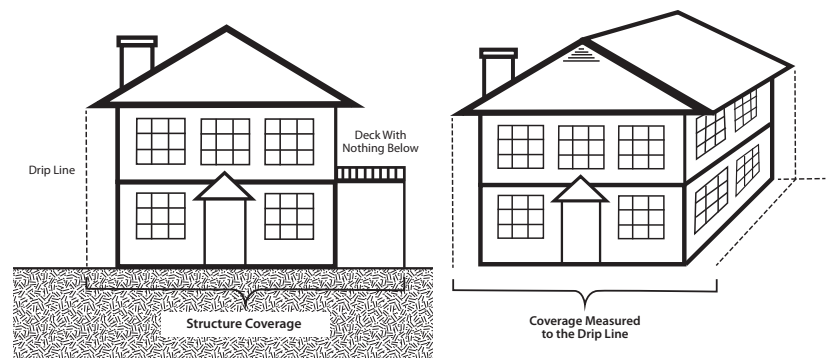 Deck With
Nothing Below
Drip Line
Structure Coverage
Coverage Measured
to the Drip Line